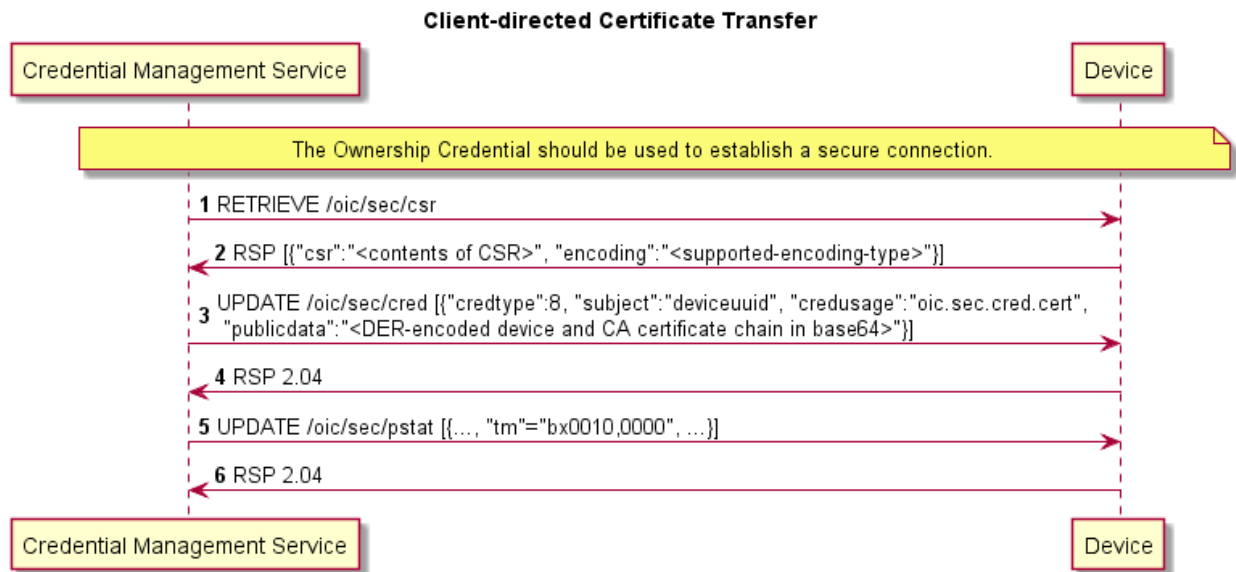 Client-directed Certificate Transfer
Credential Management Service
Device
The Ownership Credential should be used to establish a secure connection.
1 RETRIEVE /oic/sec/csr
2 RSP [{"csr":"<contents of CSR>", "encoding":"<supported-encoding-type>"}]
3 UPDATE /oic/sec/cred [{"credtype":8, "subject":"deviceuuid", "credusage":"oic.sec.cred.cert",
"publicdata":"<DER-encoded device and CA certificate chain in base64>"}]
4 RSP 2.04
5 UPDATE /oic/sec/pstat [{..., "tm"="bx0010,0000", ...}]
6 RSP 2.04
Credential Management Service
Device